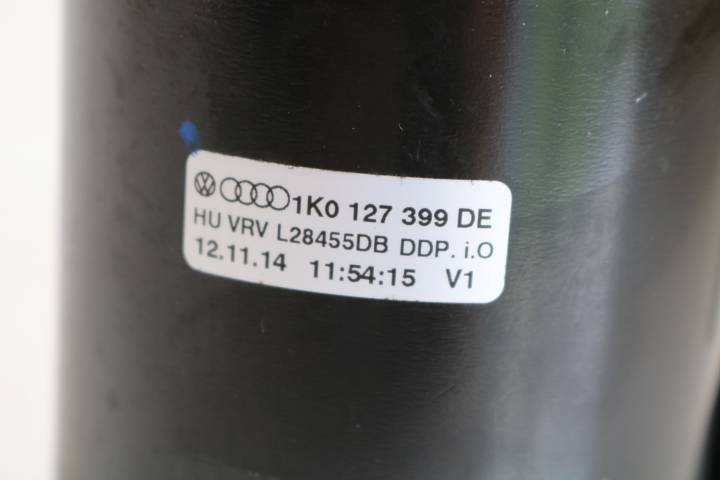 1K0 127 399 DE
HU VRV L28455DB DDP. i.O
12.11.14 11:54:15 V1